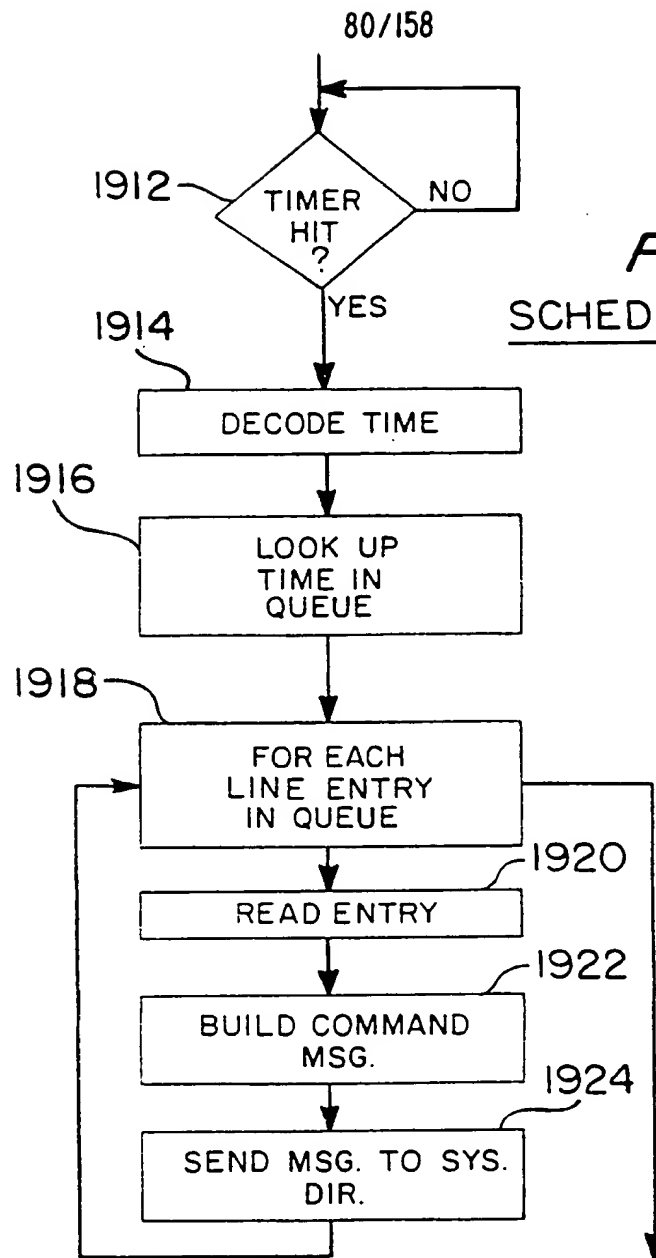 80/158
1912
TIMER
HIT
?
NO
YES
F
SCHED
1914
DECODE TIME
1916
LOOK UP
TIME IN
QUEUE
1918
FOR EACH
LINE ENTRY
IN QUEUE
1920
READ ENTRY
1922
BUILD COMMAND
MSG.
1924
SEND MSG. TO SYS.
DIR.